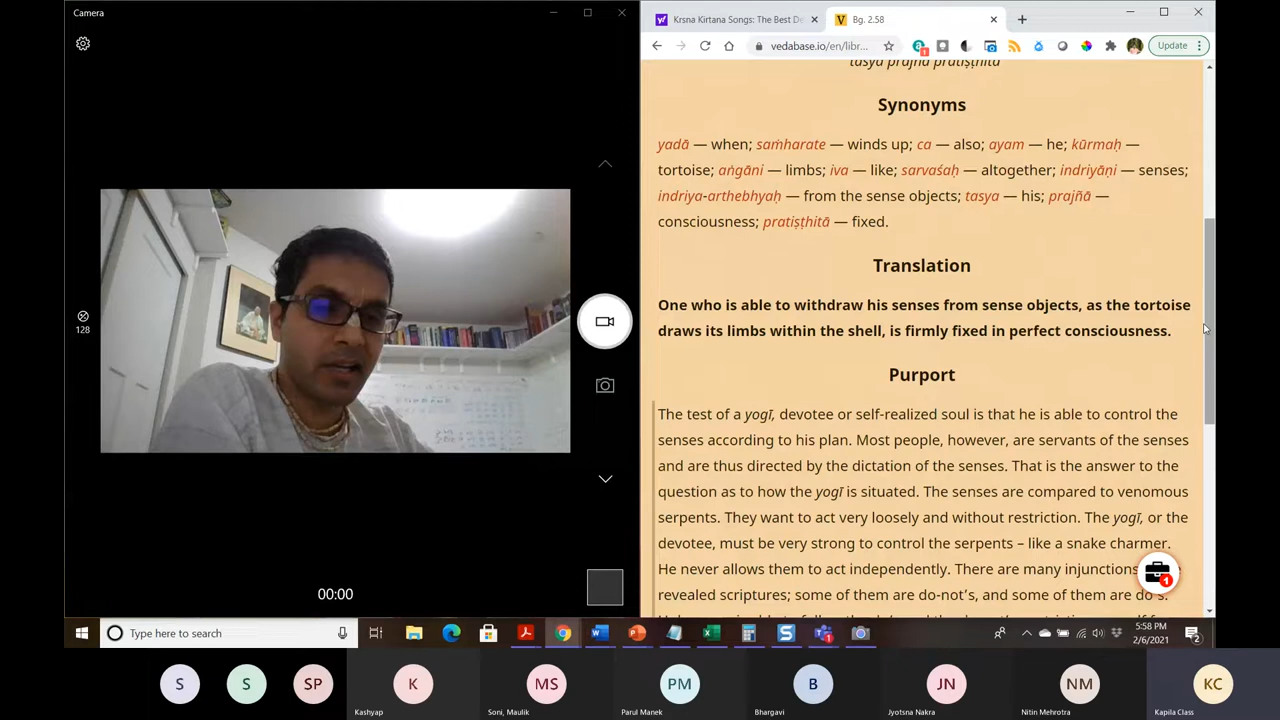 Camera
Krsna Kirtana Songs: The Best De
Bg. 2.58
vedabase.io/en/libr...
Update
tasya prajñā pratiṣṭhitā
Synonyms
yadā — when; saṁharate — winds up; ca — also; ayam — he; kūrmaḥ —
tortoise; aṅgāni — limbs; iva — like; sarvaśaḥ — altogether; indriyāṇi — senses;
indriya-arthebhyaḥ — from the sense objects; tasya — his; prajñā —
consciousness; pratiṣṭhitā — fixed.
Translation
One who is able to withdraw his senses from sense objects, as the tortoise
draws its limbs within the shell, is firmly fixed in perfect consciousness.
Purport
The test of a yogī, devotee or self-realized soul is that he is able to control the
senses according to his plan. Most people, however, are servants of the senses
and are thus directed by the dictation of the senses. That is the answer to the
question as to how the yogī is situated. The senses are compared to venomous
serpents. They want to act very loosely and without restriction. The yogī, or the
devotee, must be very strong to control the serpents – like a snake charmer.
He never allows them to act independently. There are many injunctions
revealed scriptures; some of them are do-not's, and some of them are do's.
128
00:00
1
1
Type here to search
5:58 PM
2/6/2021
2
S
S
SP
K
MS
PM
B
JN
NM
KC
Kashyap
Soni, Maulik
Parul Manek
Bhargavi
Jyotsna Nakra
Nitin Mehrotra
Kapila Class